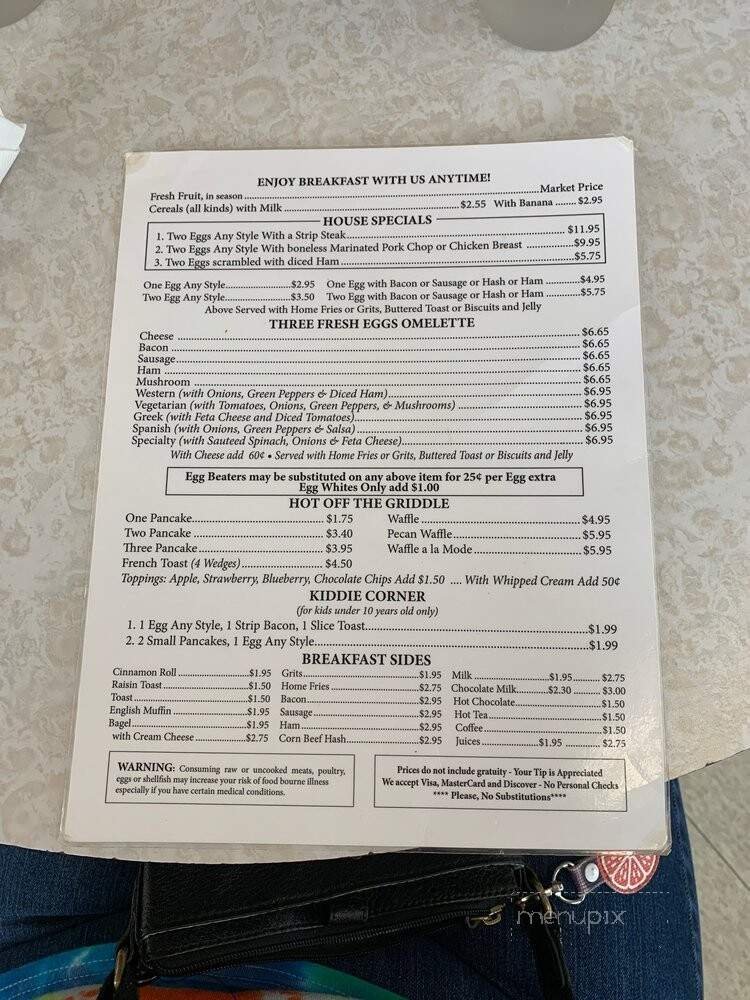 ENJOY BREAKFAST WITH US ANYTIME!
Fresh Fruit, in season ... Market Price
Cereals (all kinds) with Milk ... $2.55 With Banana ... $2.95
HOUSE SPECIALS
1. Two Eggs Any Style With a Strip Steak ... $11.95
2. Two Eggs Any Style With boneless Marinated Pork Chop or Chicken Breast ... $9.95
3. Two Eggs scrambled with diced Ham ... $5.75
One Egg Any Style ... $2.95 One Egg with Bacon or Sausage or Hash or Ham ... $4.95
Two Egg Any Style ... $3.50 Two Egg with Bacon or Sausage or Hash or Ham ... $5.75
Above Served with Home Fries or Grits, Buttered Toast or Biscuits and Jelly
THREE FRESH EGGS OMELETTE
Cheese ... $6.65
Bacon ... $6.65
Sausage ... $6.65
Ham ... $6.65
Mushroom ... $6.65
Western (with Onions, Green Peppers & Diced Ham) ... $6.95
Vegetarian (with Tomatoes, Onions, Green Peppers, & Mushrooms) ... $6.95
Greek (with Feta Cheese and Diced Tomatoes) ... $6.95
Spanish (with Onions, Green Peppers & Salsa) ... $6.95
Specialty (with Sauteed Spinach, Onions & Feta Cheese) ... $6.95
With Cheese add 60¢ • Served with Home Fries or Grits, Buttered Toast or Biscuits and Jelly
Egg Beaters may be substituted on any above item for 25¢ per Egg extra
Egg Whites Only add $1.00
HOT OFF THE GRIDDLE
One Pancake ... $1.75 Waffle ... $4.95
Two Pancake ... $3.40 Pecan Waffle ... $5.95
Three Pancake ... $3.95 Waffle a la Mode ... $5.95
French Toast (4 Wedges) ... $4.50
Toppings: Apple, Strawberry, Blueberry, Chocolate Chips Add $1.50 .... With Whipped Cream Add 50¢
KIDDIE CORNER
(for kids under 10 years old only)
1. 1 Egg Any Style, 1 Strip Bacon, 1 Slice Toast ... $1.99
2. 2 Small Pancakes, 1 Egg Any Style ... $1.99
BREAKFAST SIDES
Cinnamon Roll ... $1.95 Grits ... $1.95 Milk ... $1.95 ... $2.75
Raisin Toast ... $1.50 Home Fries ... $2.75 Chocolate Milk ... $2.30 ... $3.00
Toast ... $1.50 Bacon ... $2.95 Hot Chocolate ... $1.50
English Muffin ... $1.95 Sausage ... $2.95 Hot Tea ... $1.50
Bagel ... $1.95 Ham ... $2.95 Coffee ... $1.50
with Cream Cheese ... $2.75 Corn Beef Hash ... $2.95 Juices ... $1.95 ... $2.75
WARNING: Consuming raw or uncooked meats, poultry,
eggs or shellfish may increase your risk of food bourne illness
especially if you have certain medical conditions.
Prices do not include gratuity - Your Tip is Appreciated
We accept Visa, MasterCard and Discover - No Personal Checks
**** Please, No Substitutions****
menupix